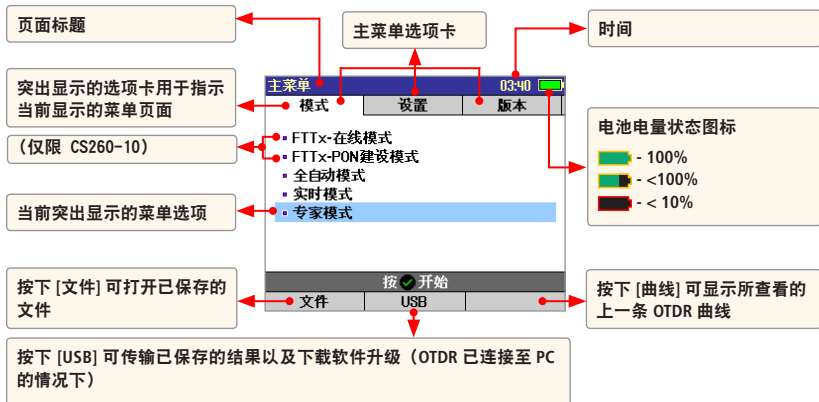 页面标题
主菜单选项卡
时间
突出显示的选项卡用于指示
当前显示的菜单页面
（仅限 CS260-10）
当前突出显示的菜单选项
按下 [文件] 可打开已保存的
文件
主菜单
03:40
模式
设置
版本
FTTx-在线模式
FTTx-PON建设模式
全自动模式
实时模式
专家模式
按 开始
文件
USB
电池电量状态图标
- 100%
- <100%
- < 10%
按下 [曲线] 可显示所查看的
上一条 OTDR 曲线
按下 [USB] 可传输已保存的结果以及下载软件升级（OTDR 已连接至 PC
的情况下）